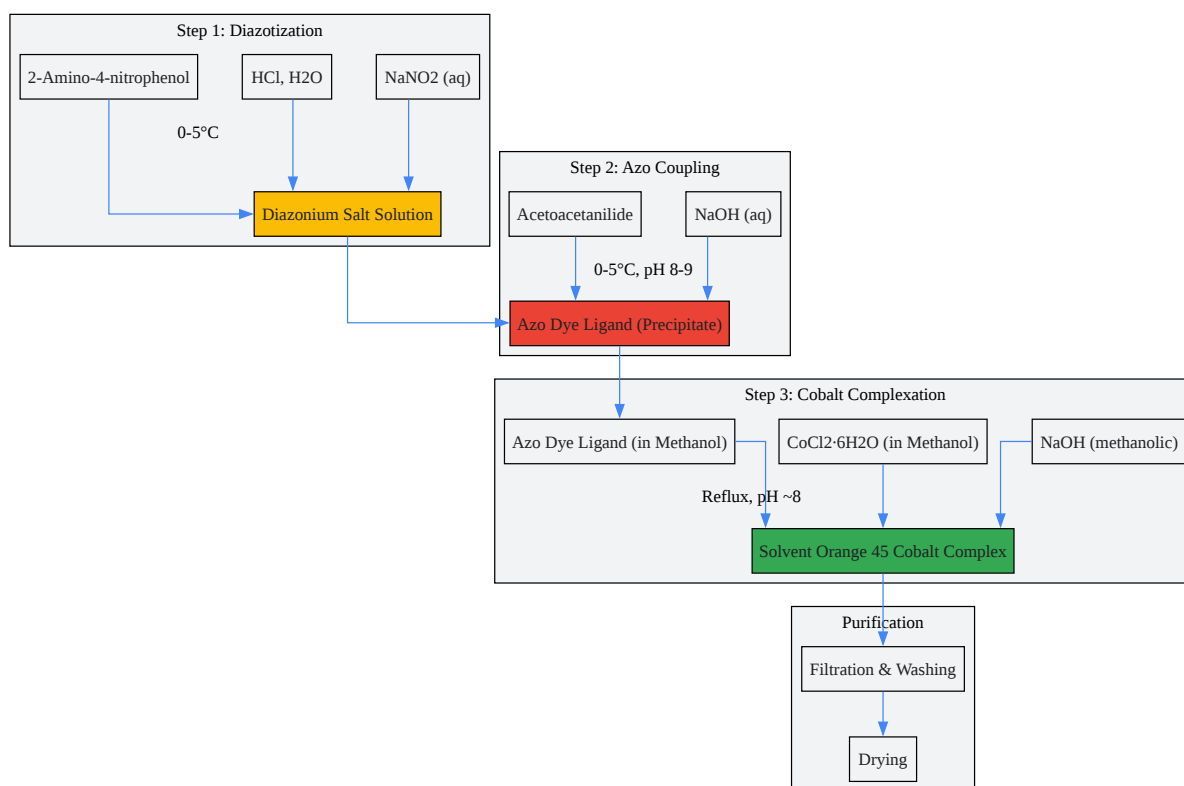 Step 1: Diazotization
2-Amino-4-nitrophenol
HCl, H2O
NaNO2 (aq)
0-5°C
Diazonium Salt Solution
Step 2: Azo Coupling
Acetoacetanilide
NaOH (aq)
0-5°C, pH 8-9
Azo Dye Ligand (Precipitate)
Step 3: Cobalt Complexation
Azo Dye Ligand (in Methanol)
CoCl2·6H2O (in Methanol)
NaOH (methanolic)
Reflux, pH ~8
Solvent Orange 45 Cobalt Complex
Purification
Filtration & Washing
Drying